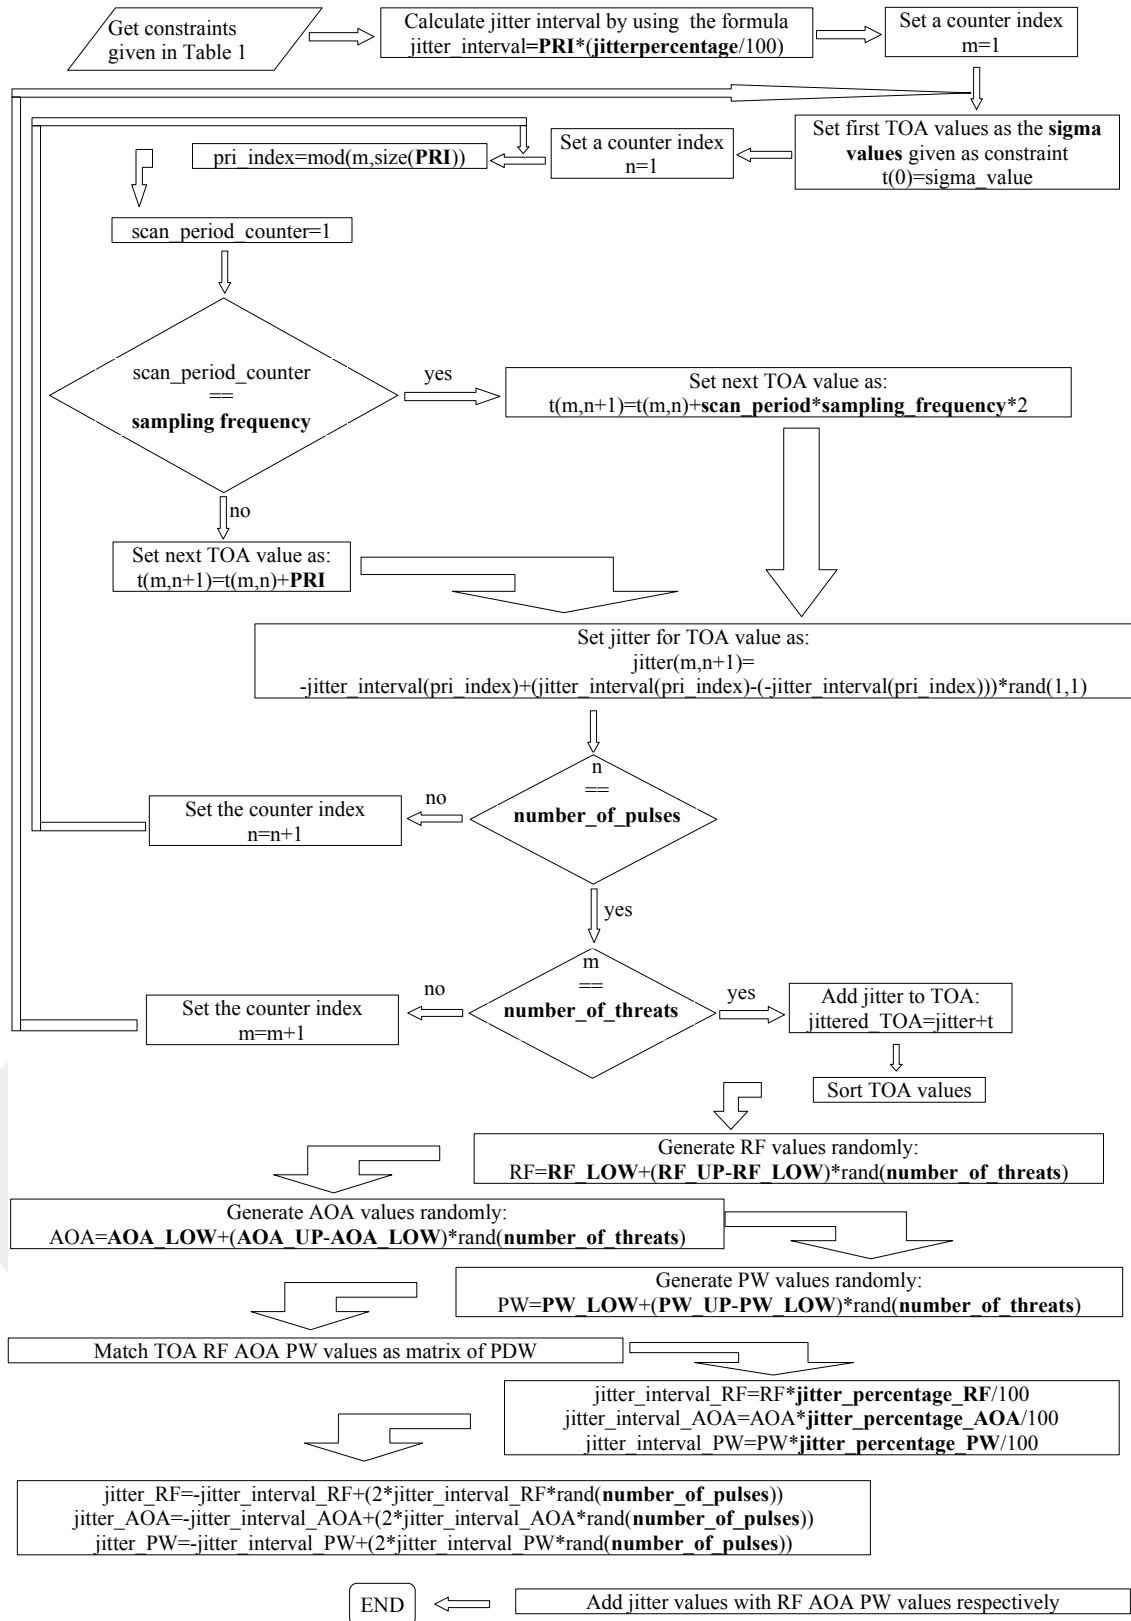 Get constraints
given in Table 1
Calculate jitter interval by using the formula
jitter_interval=PRI*(jitterpercentage/100)
Set a counter index
m=1
Set first TOA values as the sigma
values given as constraint
t(0)=sigma_value
Set a counter index
n=1
pri_index=mod(m,size(PRI))
scan_period_counter=1
scan_period_counter
==
sampling frequency
yes
Set next TOA value as:
t(m,n+1)=t(m,n)+scan_period*sampling_frequency*2
no
Set next TOA value as:
t(m,n+1)=t(m,n)+PRI
Set jitter for TOA value as:
jitter(m,n+1)=
-jitter_interval(pri_index)+(jitter_interval(pri_index)-(-jitter_interval(pri_index)))*rand(1,1)
n
==
number_of_pulses
no
Set the counter index
n=n+1
yes
m
==
number_of_threats
no
Set the counter index
m=m+1
yes
Add jitter to TOA:
jittered_TOA=jitter+t
Sort TOA values
Generate RF values randomly:
RF=RF_LOW+(RF_UP-RF_LOW)*rand(number_of_threats)
Generate AOA values randomly:
AOA=AOA_LOW+(AOA_UP-AOA_LOW)*rand(number_of_threats)
Generate PW values randomly:
PW=PW_LOW+(PW_UP-PW_LOW)*rand(number_of_threats)
Match TOA RF AOA PW values as matrix of PDW
jitter_interval_RF=RF*jitter_percentage_RF/100
jitter_interval_AOA=AOA*jitter_percentage_AOA/100
jitter_interval_PW=PW*jitter_percentage_PW/100
jitter_RF=-jitter_interval_RF+(2*jitter_interval_RF*rand(number_of_pulses))
jitter_AOA=-jitter_interval_AOA+(2*jitter_interval_AOA*rand(number_of_pulses))
jitter_PW=-jitter_interval_PW+(2*jitter_interval_PW*rand(number_of_pulses))
Add jitter values with RF AOA PW values respectively
END